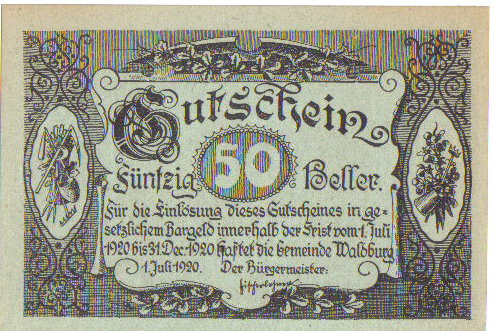 Gutschein
Fünfzig 50 Heller.
Für die Einlösung dieses Gutscheines in ge-
setzlichem Bargeld innerhalb der Frist vom 1. Juli
1920 bis 31. Dez. 1920 haftet die Gemeinde Waldburg
1. Juli 1920. Der Bürgermeister: